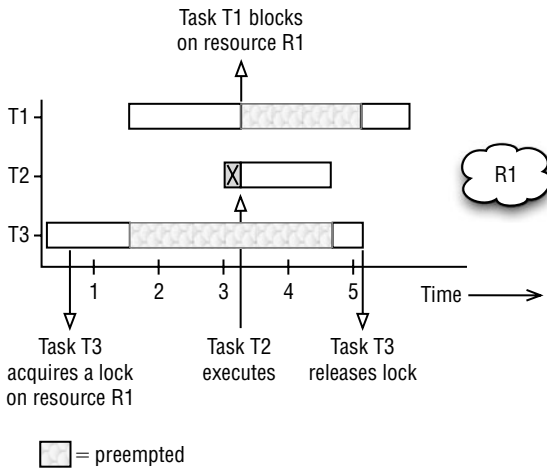 Task T1 blocks
on resource R1
T1
T2
X
R1
T3
1
2
3
4
5
Time
Task T3
acquires a lock
on resource R1
Task T2
executes
Task T3
releases lock
= preempted